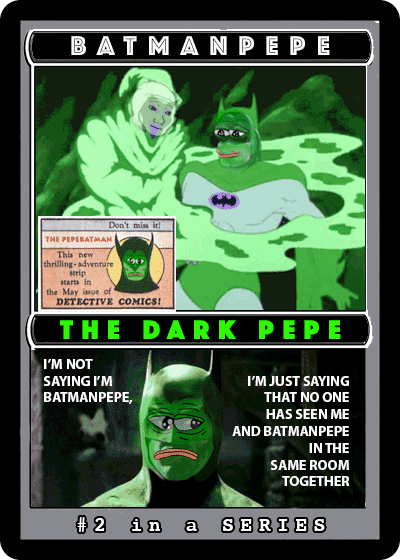 BATMANPEPE
Don't miss it!
THE PEPEBATMAN
This new
thrilling-adventure
strip
starts in
the May issue of
DETECTIVE COMICS!
THE DARK PEPE
I'M NOT
SAYING I'M
BATMANPEPE,
I'M JUST SAYING
THAT NO ONE
HAS SEEN ME
AND BATMANPEPE
IN THE
SAME ROOM
TOGETHER
#2 in a SERIES